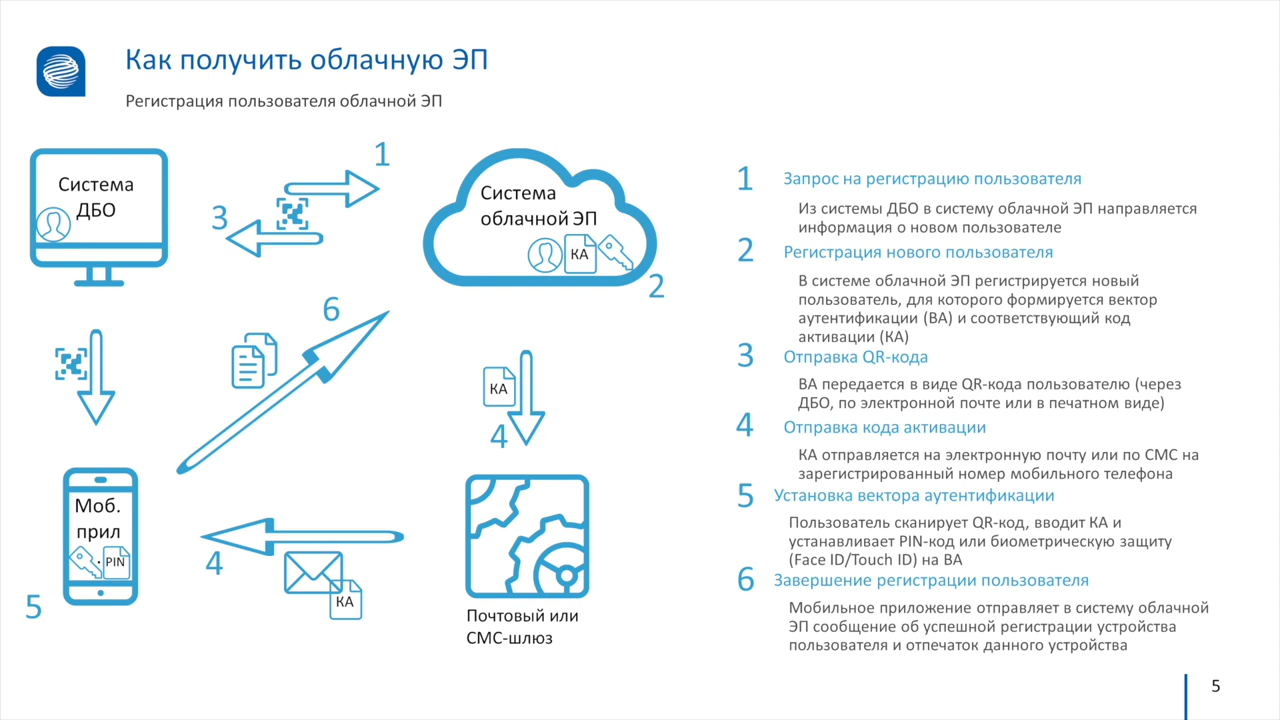 Как получить облачную ЭП
Регистрация пользователя облачной ЭП
Система
ДБО
1
3
Система
облачной ЭП
КА
2
6
КА
4
Моб.
прил
PIN
5
4
КА
Почтовый или
СМС-шлюз
1 Запрос на регистрацию пользователя
Из системы ДБО в систему облачной ЭП направляется
информация о новом пользователе
2 Регистрация нового пользователя
В системе облачной ЭП регистрируется новый
пользователь, для которого формируется вектор
аутентификации (ВА) и соответствующий код
активации (КА)
3 Отправка QR-кода
ВА передается в виде QR-кода пользователю (через
ДБО, по электронной почте или в печатном виде)
4 Отправка кода активации
КА отправляется на электронную почту или по СМС на
зарегистрированный номер мобильного телефона
5 Установка вектора аутентификации
Пользователь сканирует QR-код, вводит КА и
устанавливает PIN-код или биометрическую защиту
(Face ID/Touch ID) на ВА
6 Завершение регистрации пользователя
Мобильное приложение отправляет в систему облачной
ЭП сообщение об успешной регистрации устройства
пользователя и отпечаток данного устройства
5